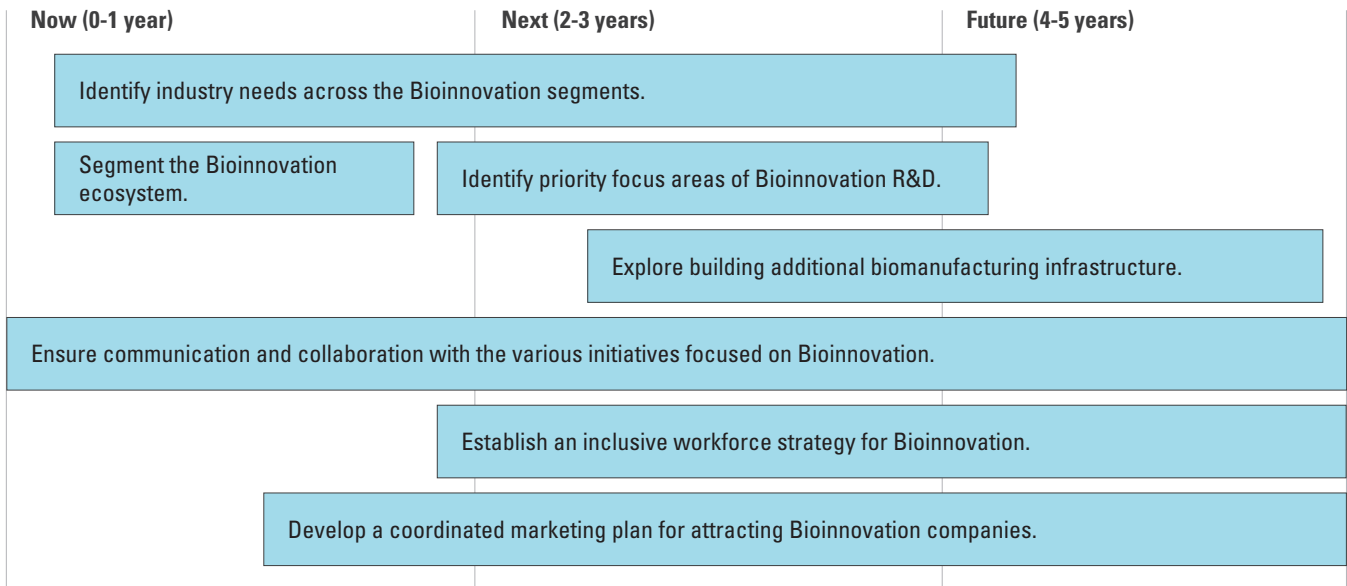 Now (0-1 year)
Next (2-3 years)
Future (4-5 years)
Identify industry needs across the Bioinnovation segments.
Segment the Bioinnovation
ecosystem.
Identify priority focus areas of Bioinnovation R&D.
Explore building additional biomanufacturing infrastructure.
Ensure communication and collaboration with the various initiatives focused on Bioinnovation.
Establish an inclusive workforce strategy for Bioinnovation.
Develop a coordinated marketing plan for attracting Bioinnovation companies.